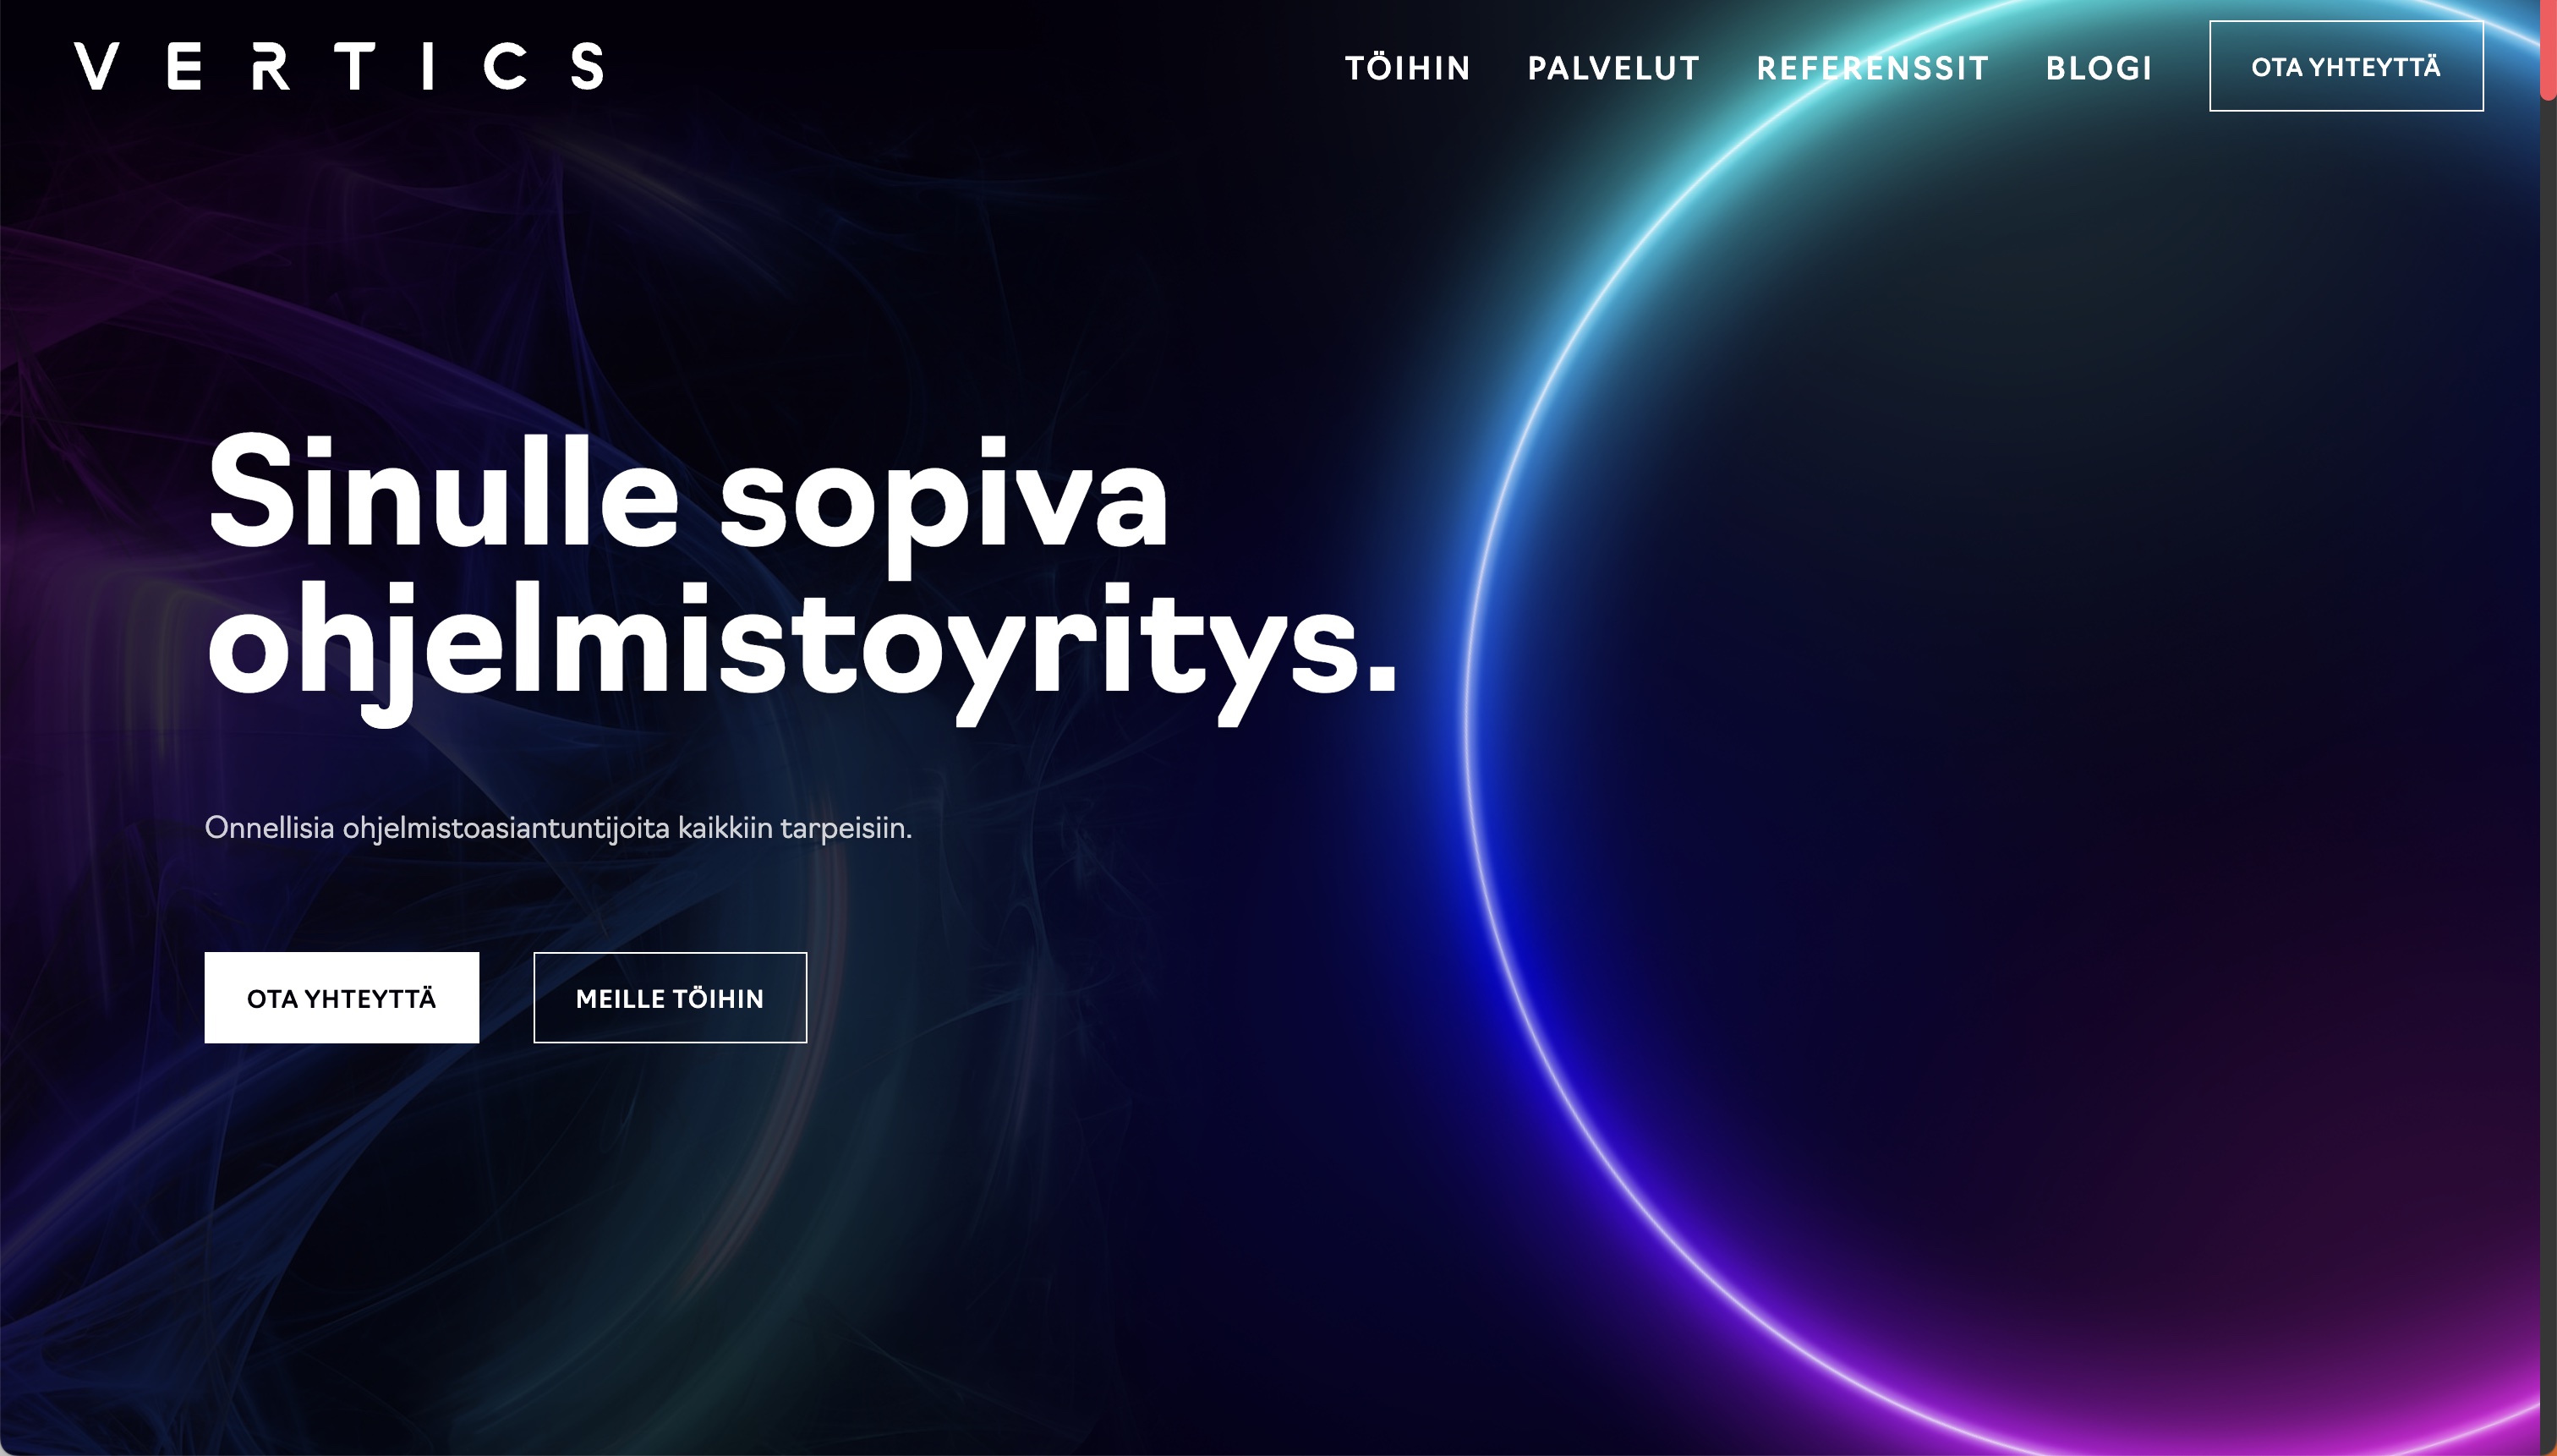 VERTICS
TÖIHIN PALVELUT REFERENSSIT BLOGI OTA YHTEYTTÄ
Sinulle sopiva
ohjelmistoyritys.
Onnellisia ohjelmistoasiantuntijoita kaikkiin tarpeisiin.
OTA YHTEYTTÄ MEILLE TÖIHIN